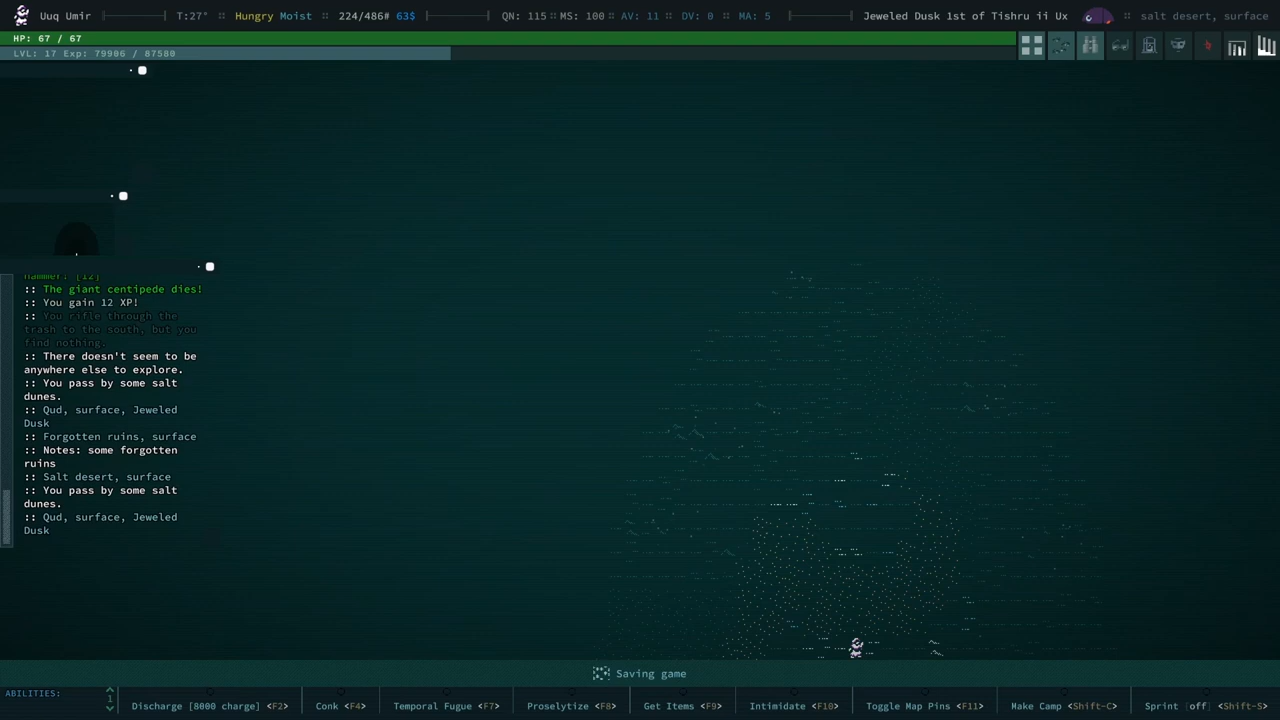 Uuq Umir T:27° :: Hungry Moist :: 224/486# 63$ QN: 115 :: MS: 100 :: AV: 11 :: DV: 0 :: MA: 5 Jeweled Dusk 1st of Tishru ii Ux :: salt desert, surface
HP: 67 / 67
LVL: 17 Exp: 79906 / 87580
hammer. [12]
:: The giant centipede dies!
:: You gain 12 XP!
:: You rifle through the
trash to the south, but you
find nothing.
:: There doesn't seem to be
anywhere else to explore.
:: You pass by some salt
dunes.
:: Qud, surface, Jeweled
Dusk
:: Forgotten ruins, surface
:: Notes: some forgotten
ruins
:: Salt desert, surface
:: You pass by some salt
dunes.
:: Qud, surface, Jeweled
Dusk
Saving game
ABILITIES: 1 Discharge [8000 charge] <F2> Conk <F4> Temporal Fugue <F7> Proselytize <F8> Get Items <F9> Intimidate <F10> Toggle Map Pins <F11> Make Camp <Shift-C> Sprint [off] <Shift-S>